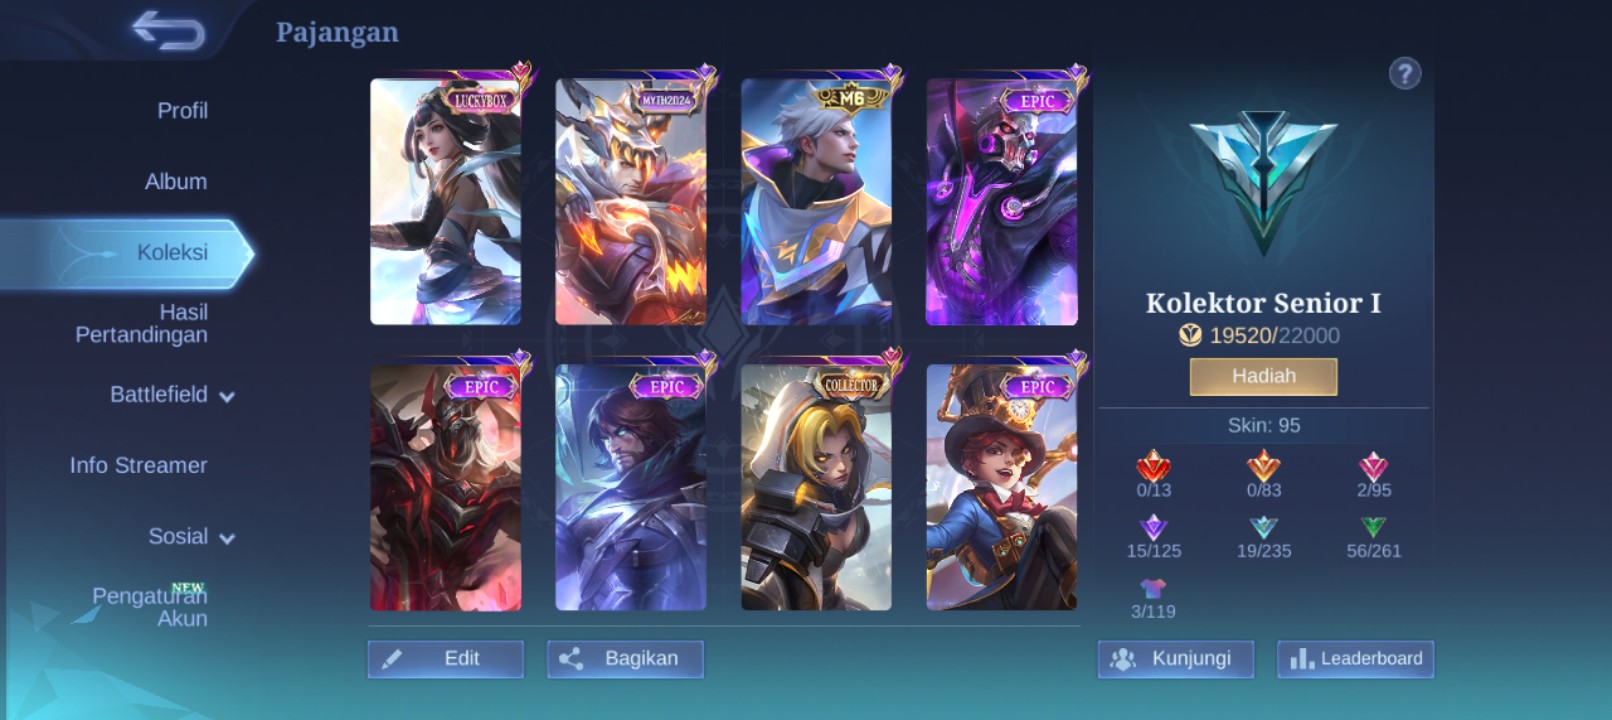 Pajangan
Profil
Album
Koleksi
Hasil
Pertandingan
Battlefield
Info Streamer
Sosial
NEW
Pengaturan
Akun
LUCKYBOX
MYTH2024
M6
EPIC
EPIC
EPIC
COLLECTOR
EPIC
Edit
Bagikan
?
Kolektor Senior I
19520/22000
Hadiah
Skin: 95
0/13
0/83
2/95
15/125
19/235
56/261
3/119
Kunjungi
Leaderboard